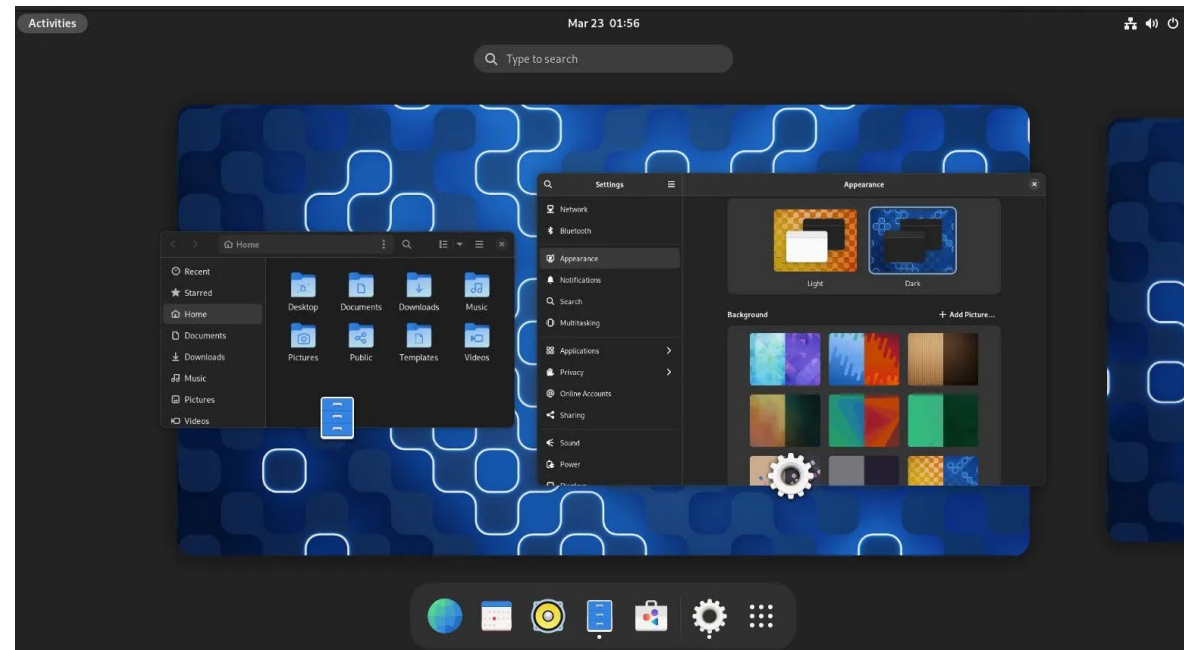 Activities
Mar 23 01:56
Type to search
Home
Recent
Starred
Home
Documents
Downloads
Music
Pictures
Videos
Desktop Documents Downloads Music
Pictures Public Templates Videos
Settings
Network
Bluetooth
Appearance
Notifications
Search
Multitasking
Applications
Privacy
Online Accounts
Sharing
Sound
Power
Displays
Appearance
Light Dark
Background + Add Picture...